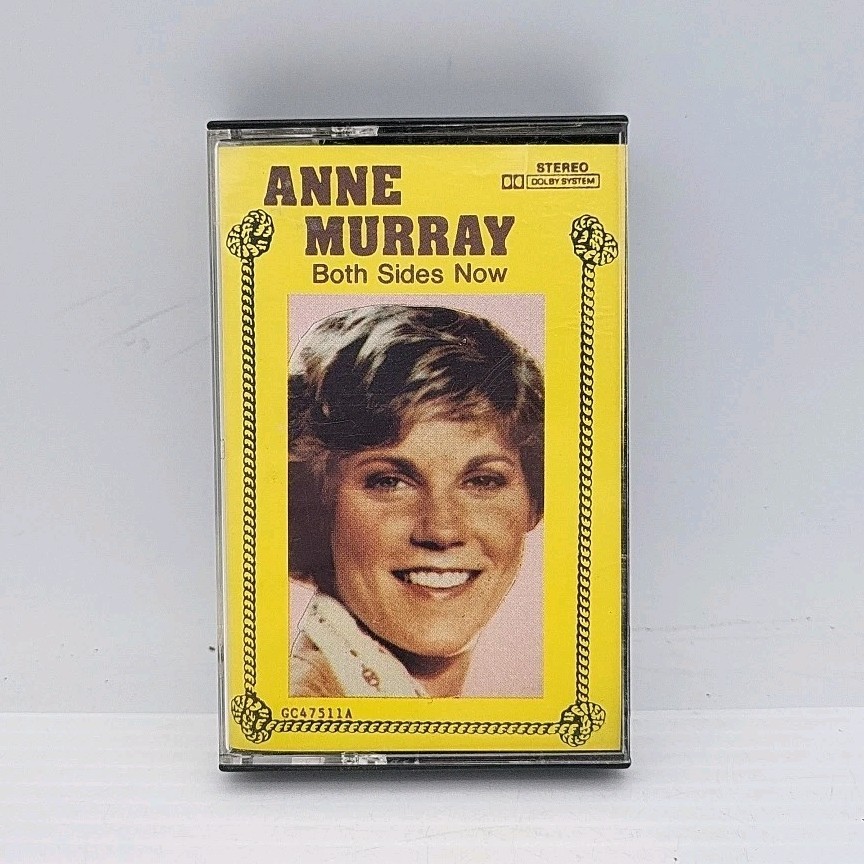 ANNE
MURRAY
Both Sides Now
STEREO
DOLBY SYSTEM
GC47511A